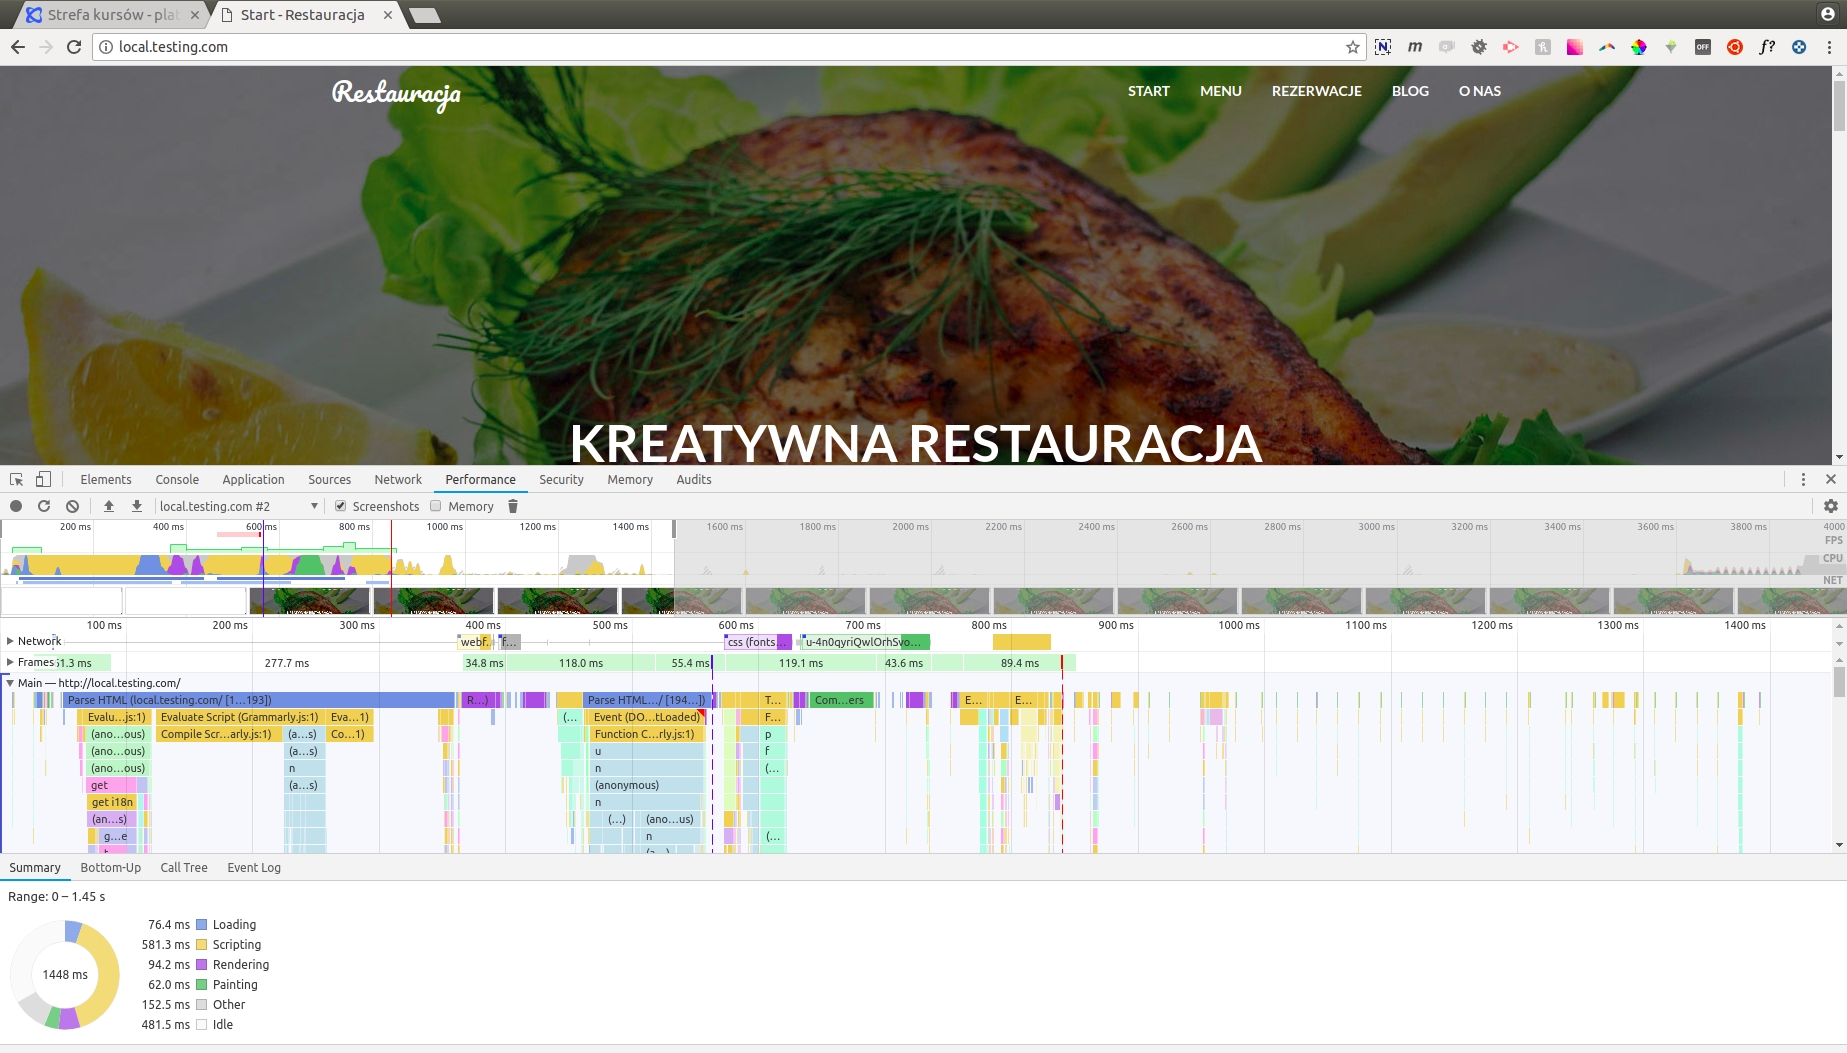 Strefa kursów - plat
Start - Restauracja
local.testing.com
Restauracja
START MENU REZERWACJE BLOG O NAS
KREATYWNA RESTAURACJA
Elements Console Application Sources Network Performance Security Memory Audits
local.testing.com #2 Screenshots Memory
200 ms 400 ms 600 ms 800 ms 1000 ms 1200 ms 1400 ms 1600 ms 1800 ms 2000 ms 2200 ms 2400 ms 2600 ms 2800 ms 3000 ms 3200 ms 3400 ms 3600 ms 3800 ms 4000
FPS
CPU
NET
100 ms 200 ms 300 ms 400 ms 500 ms 600 ms 700 ms 800 ms 900 ms 1000 ms 1100 ms 1200 ms 1300 ms 1400 ms
Network webf... f... css (fonts... u-4n0qyriQwlOrhSvo...
Frames 51.3 ms 277.7 ms 34.8 ms 118.0 ms 55.4 ms 119.1 ms 43.6 ms 89.4 ms
Main — http://local.testing.com/
Parse HTML (local.testing.com/ [1...193]) R...) Parse HTML.../ [194...]) T... Com...ers E... E...
Evalu...js:1) Evaluate Script (Grammarly.js:1) Eva...1) (... Event (DO...tLoaded) F...
(ano...ous) Compile Scr...arly.js:1) (a...s) Co...1) Function C...rly.js:1) p
(ano...ous) (a...s) u f
(ano...ous) n n (...
get (a...s) (anonymous)
get i18n n
(an...s) (...) (ano...us)
g...e n (...
t (a...)
Summary Bottom-Up Call Tree Event Log
Range: 0 – 1.45 s
1448 ms
76.4 ms Loading
581.3 ms Scripting
94.2 ms Rendering
62.0 ms Painting
152.5 ms Other
481.5 ms Idle